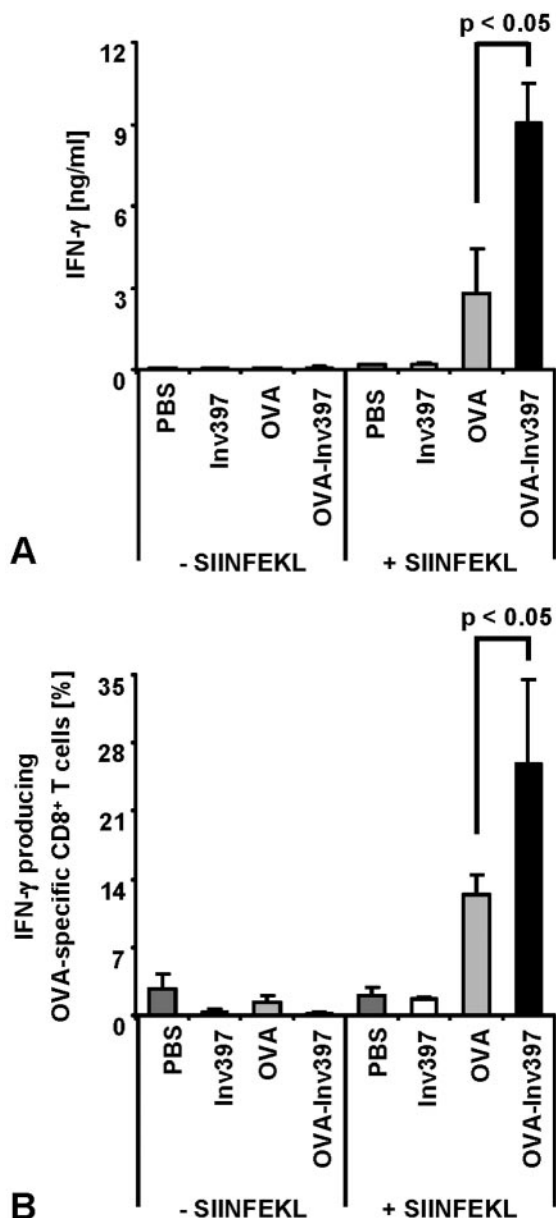 p < 0.05
12
9
6
3
0
IFN-γ [ng/ml]
PBS
Inv397
OVA
OVA-Inv397
PBS
Inv397
OVA
OVA-Inv397
- SIINFEKL
+ SIINFEKL
A
p < 0.05
35
28
21
14
7
0
IFN-γ producing
OVA-specific CD8⁺ T cells [%]
PBS
Inv397
OVA
OVA-Inv397
PBS
Inv397
OVA
OVA-Inv397
- SIINFEKL
+ SIINFEKL
B